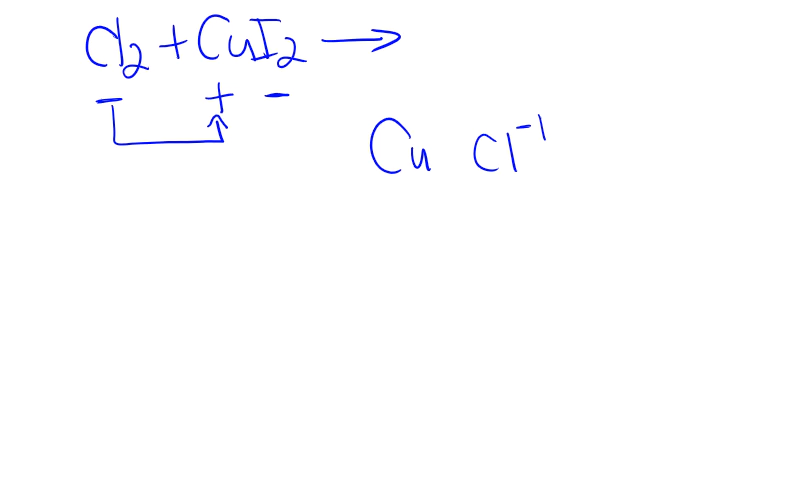 Cl₂ + CuI₂ →
− + −
Cu Cl⁻¹